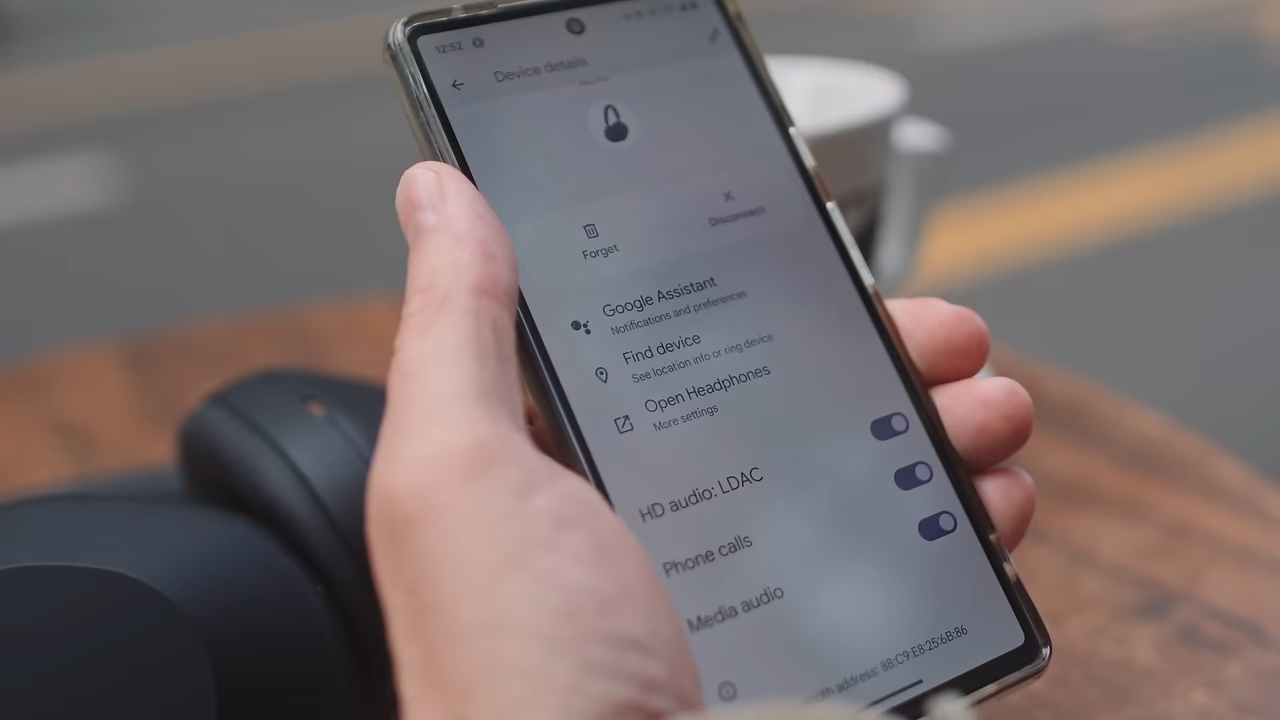 12:52
Device details
Forget
Disconnect
Google Assistant
Notifications and preferences
Find device
See location info or ring device
Open Headphones
More settings
HD audio: LDAC
Phone calls
Media audio
address: 88:C9:E8:25:6B:86